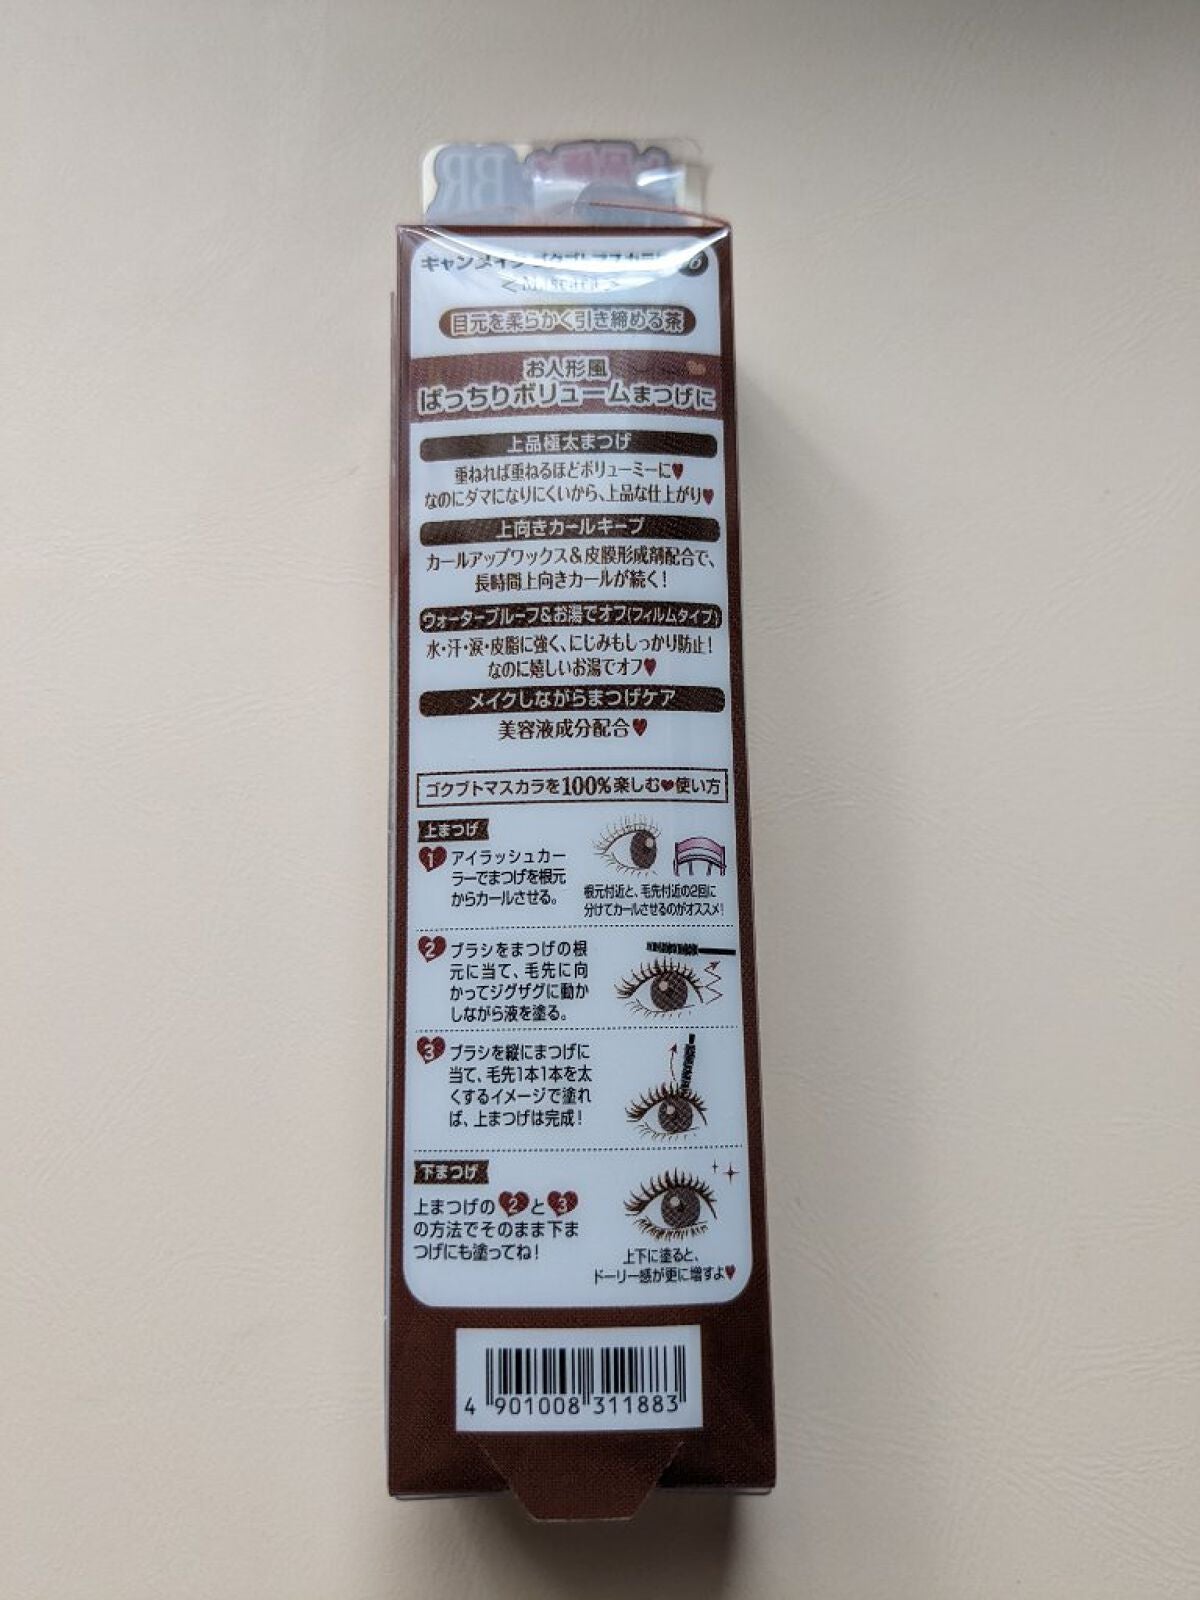 キャンメイク ゴクブトマスカラ
目元を柔らかく引き締める茶
お人形風
ぱっちりボリュームまつげに
上品極太まつげ
重ねれば重ねるほどボリューミーに♥
なのにダマになりにくいから、上品な仕上がり♥
上向きカールキープ
カールアップワックス&皮膜形成剤配合で、
長時間上向きカールが続く!
ウォータープルーフ&お湯でオフ(フィルムタイプ)
水・汗・涙・皮脂に強く、にじみもしっかり防止!
なのに嬉しいお湯でオフ♥
メイクしながらまつげケア
美容液成分配合♥
ゴクブトマスカラを100%楽しむ♥使い方
上まつげ
1 アイラッシュカー
ラーでまつげを根元
からカールさせる。
根元付近と、毛先付近の2回に
分けてカールさせるのがオススメ!
2 ブラシをまつげの根
元に当て、毛先に向
かってジグザグに動か
しながら液を塗る。
3 ブラシを縦にまつげに
当て、毛先1本1本を太
くするイメージで塗れ
ば、上まつげは完成!
下まつげ
上まつげの2と3
の方法でそのまま下ま
つげにも塗ってね!
上下に塗ると、
ドーリー感が更に増すよ♥
4 901008 311883